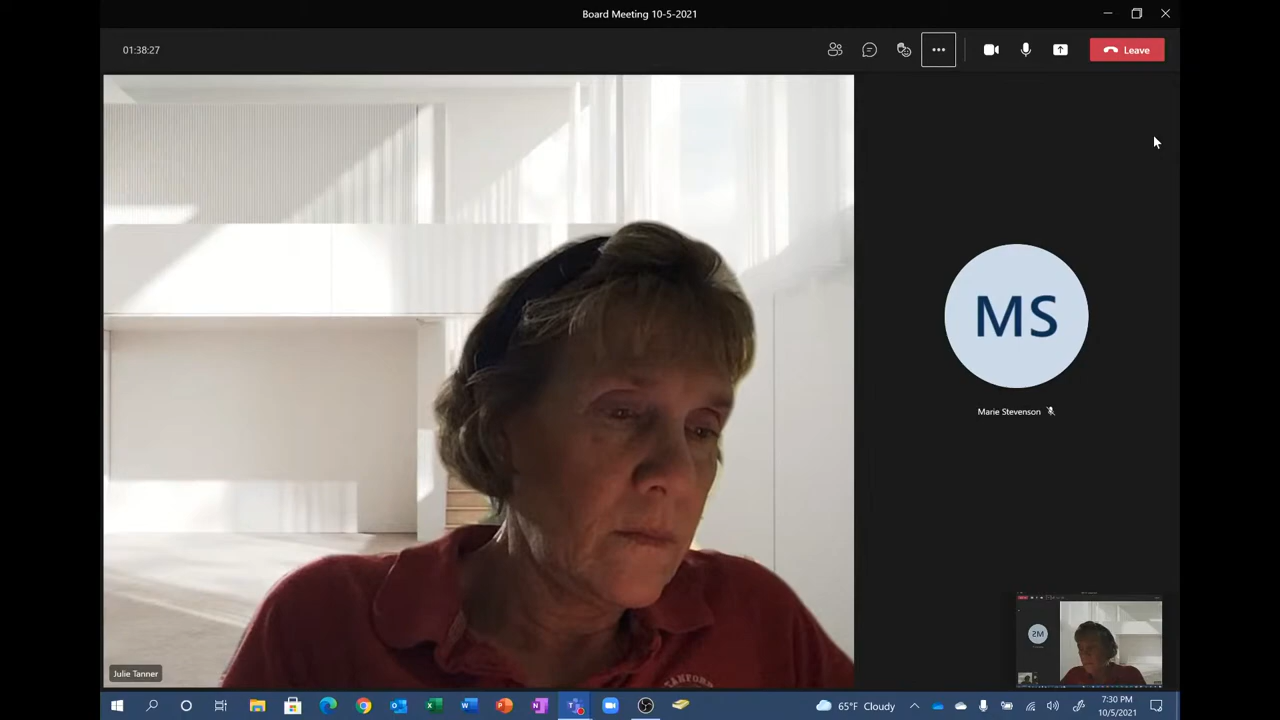 Board Meeting 10-5-2021
01:38:27
Leave
MS
Marie Stevenson
Julie Tanner
65°F Cloudy
7:30 PM
10/5/2021